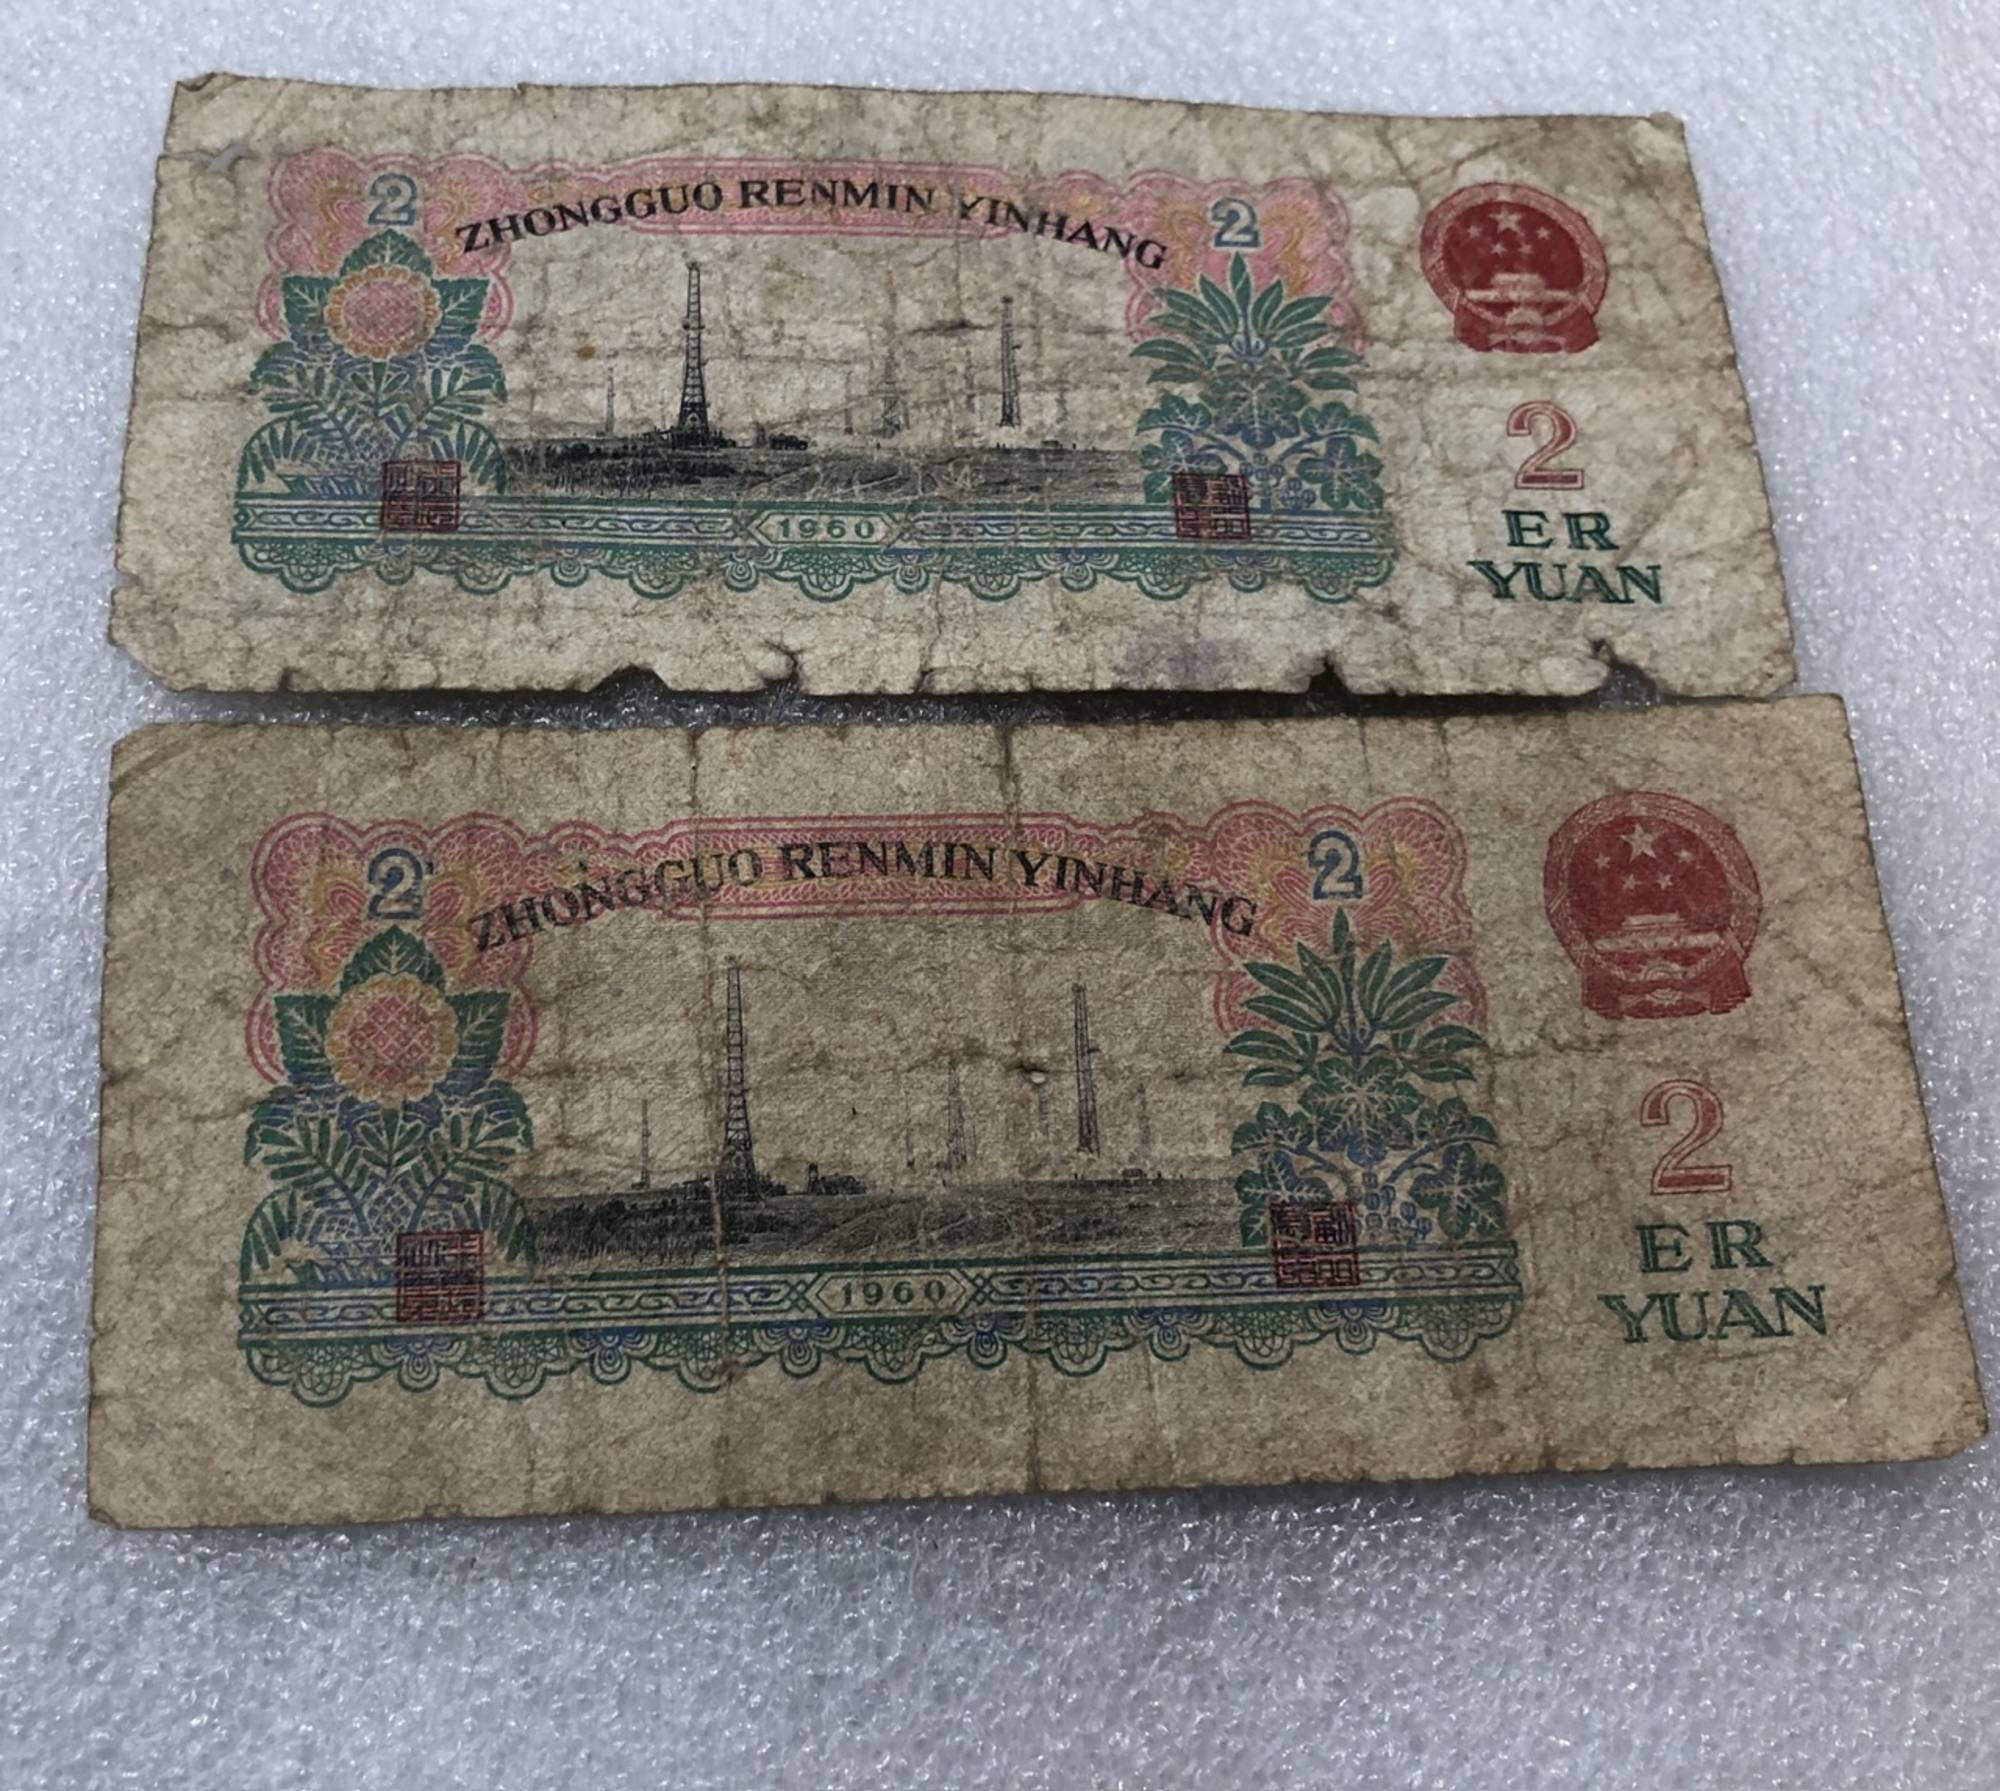 2
ZHONGGUO RENMIN YINHANG
2
2
ER
YUAN
1960
2
ZHONGGUO RENMIN YINHANG
2
2
ER
YUAN
1960